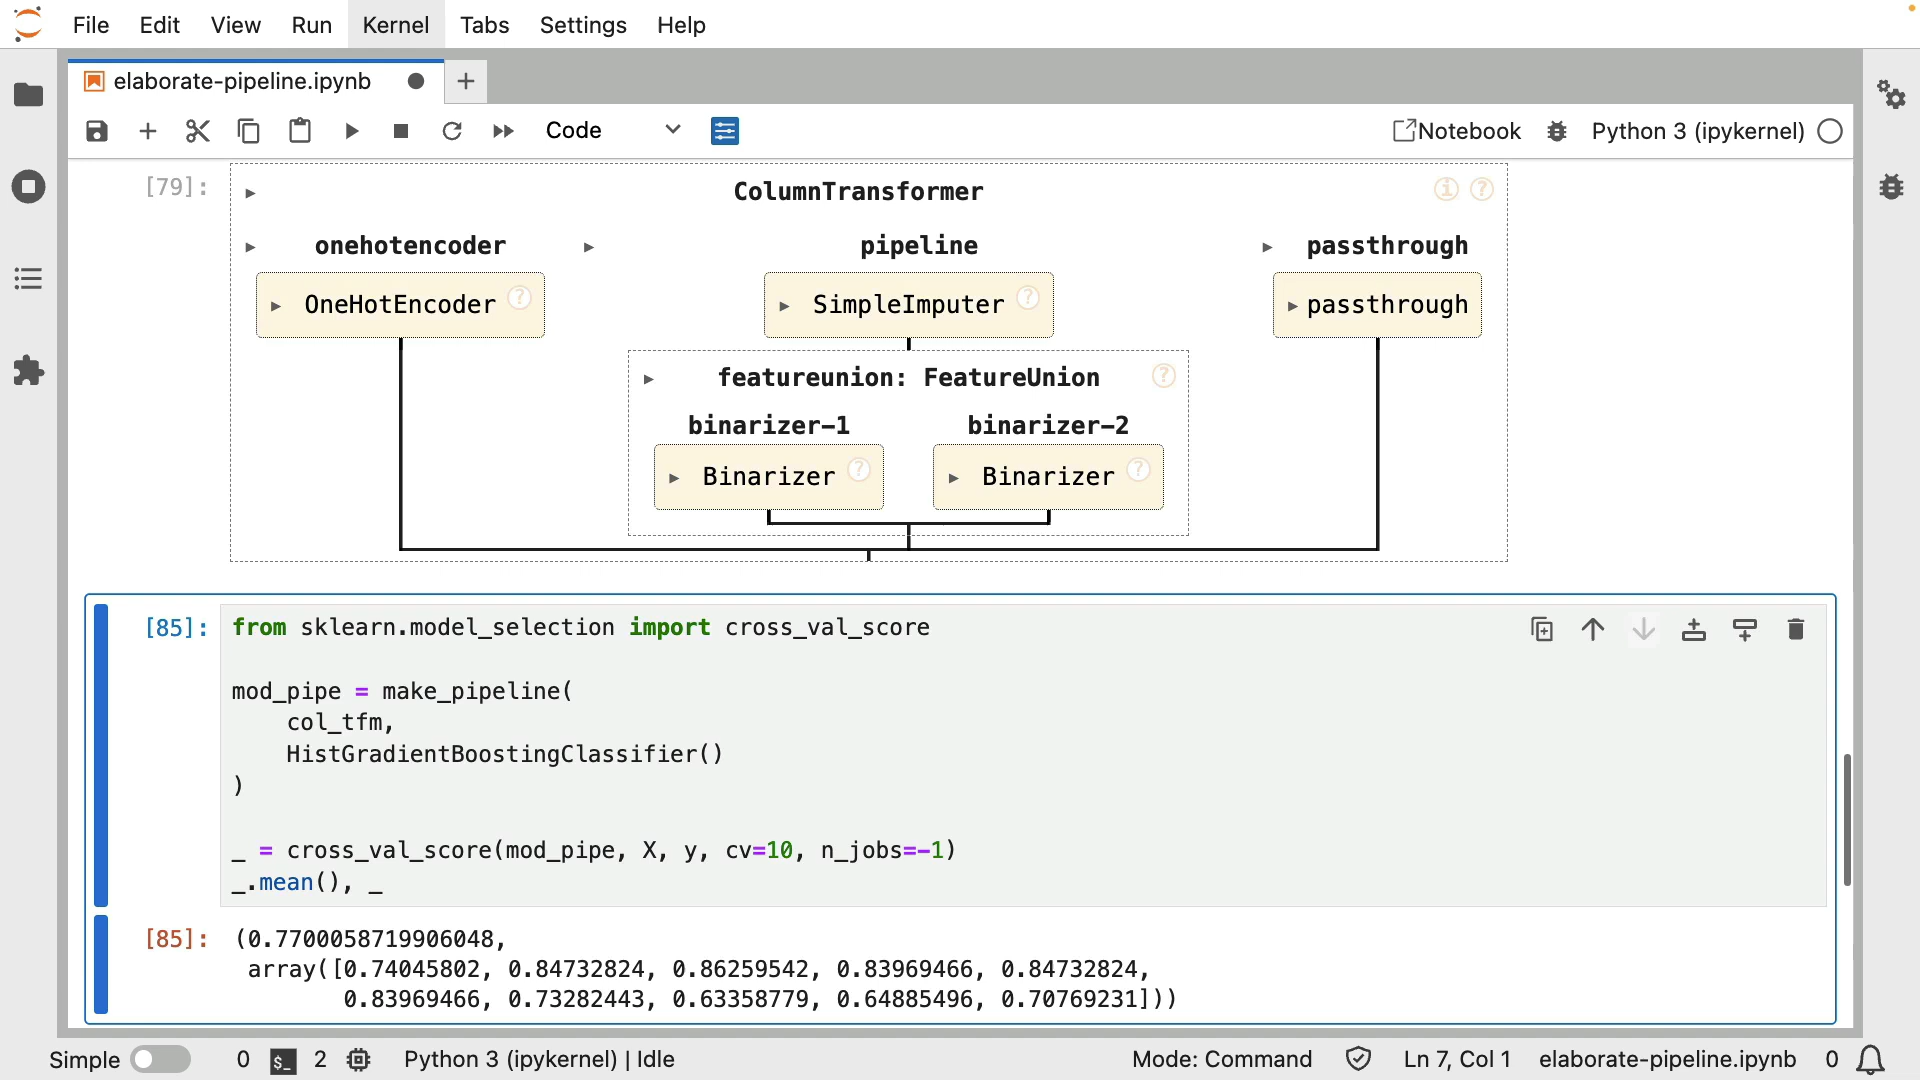 File Edit View Run Kernel Tabs Settings Help
elaborate-pipeline.ipynb
Code Notebook Python 3 (ipykernel)
[79]: ColumnTransformer i ?
onehotencoder pipeline passthrough
OneHotEncoder ? SimpleImputer ? passthrough
featureunion: FeatureUnion ?
binarizer-1 binarizer-2
Binarizer ? Binarizer ?
[85]: from sklearn.model_selection import cross_val_score
mod_pipe = make_pipeline(
    col_tfm,
    HistGradientBoostingClassifier()
)
_ = cross_val_score(mod_pipe, X, y, cv=10, n_jobs=-1)
_.mean(), _
[85]: (0.7700058719906048,
 array([0.74045802, 0.84732824, 0.86259542, 0.83969466, 0.84732824,
        0.83969466, 0.73282443, 0.63358779, 0.64885496, 0.70769231]))
Simple 0 $_ 2 Python 3 (ipykernel) | Idle Mode: Command Ln 7, Col 1 elaborate-pipeline.ipynb 0